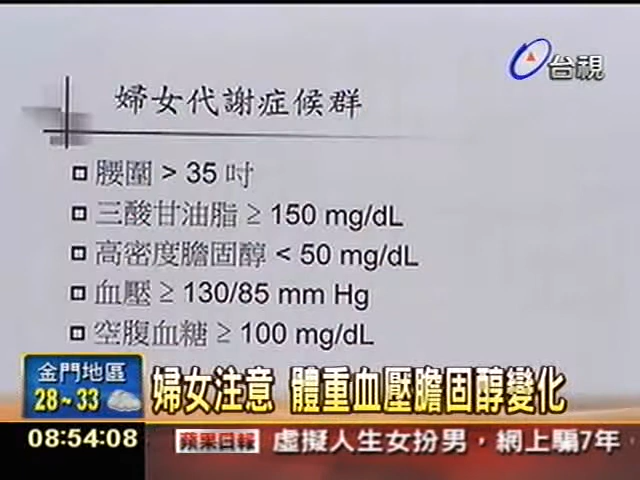 台視
婦女代謝症候群
腰圍 > 35 吋
三酸甘油脂 ≥ 150 mg/dL
高密度膽固醇 < 50 mg/dL
血壓 ≥ 130/85 mm Hg
空腹血糖 ≥ 100 mg/dL
金門地區
28~33
婦女注意 體重血壓膽固醇變化
08:54:08
蘋果日報 虛擬人生女扮男，網上騙7年。